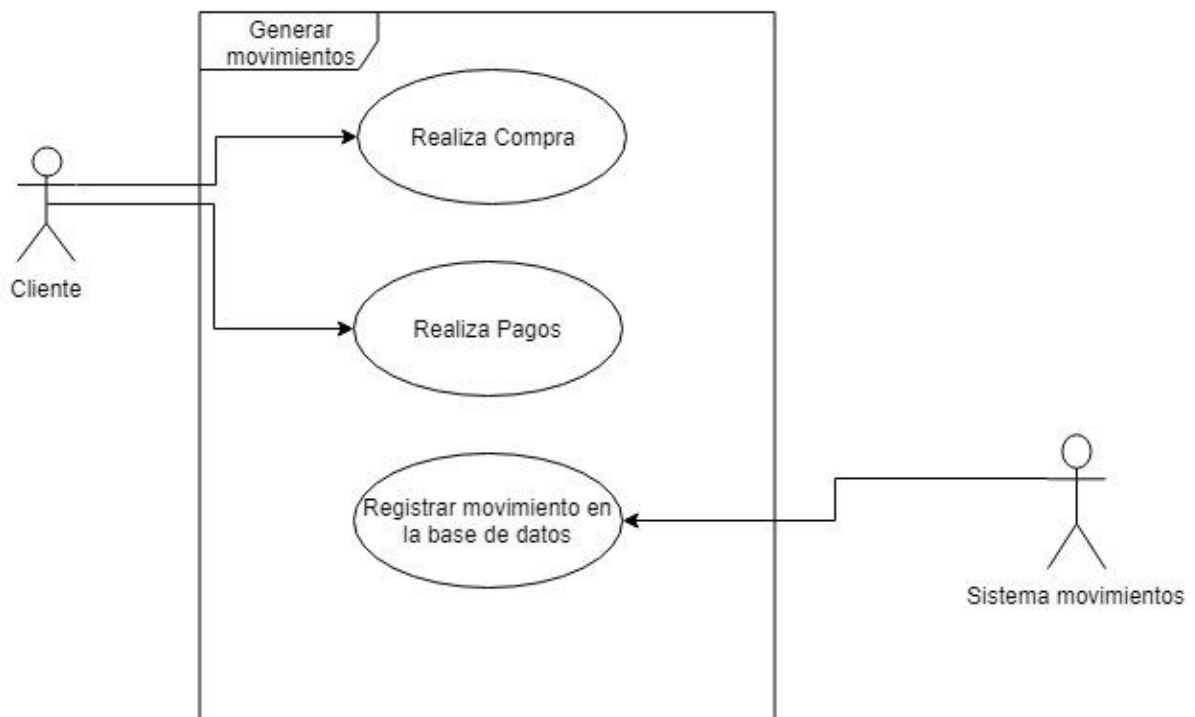 Generar
movimientos
Realiza Compra
Cliente
Realiza Pagos
Registrar movimiento en
la base de datos
Sistema movimientos